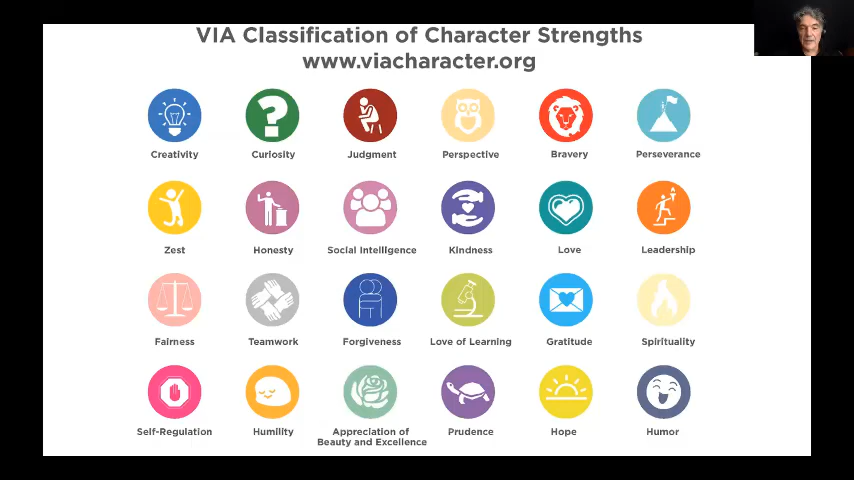 VIA Classification of Character Strengths
www.viacharacter.org
Creativity
Curiosity
Judgment
Perspective
Bravery
Perseverance
Zest
Honesty
Social Intelligence
Kindness
Love
Leadership
Fairness
Teamwork
Forgiveness
Love of Learning
Gratitude
Spirituality
Self-Regulation
Humility
Appreciation of
Beauty and Excellence
Prudence
Hope
Humor